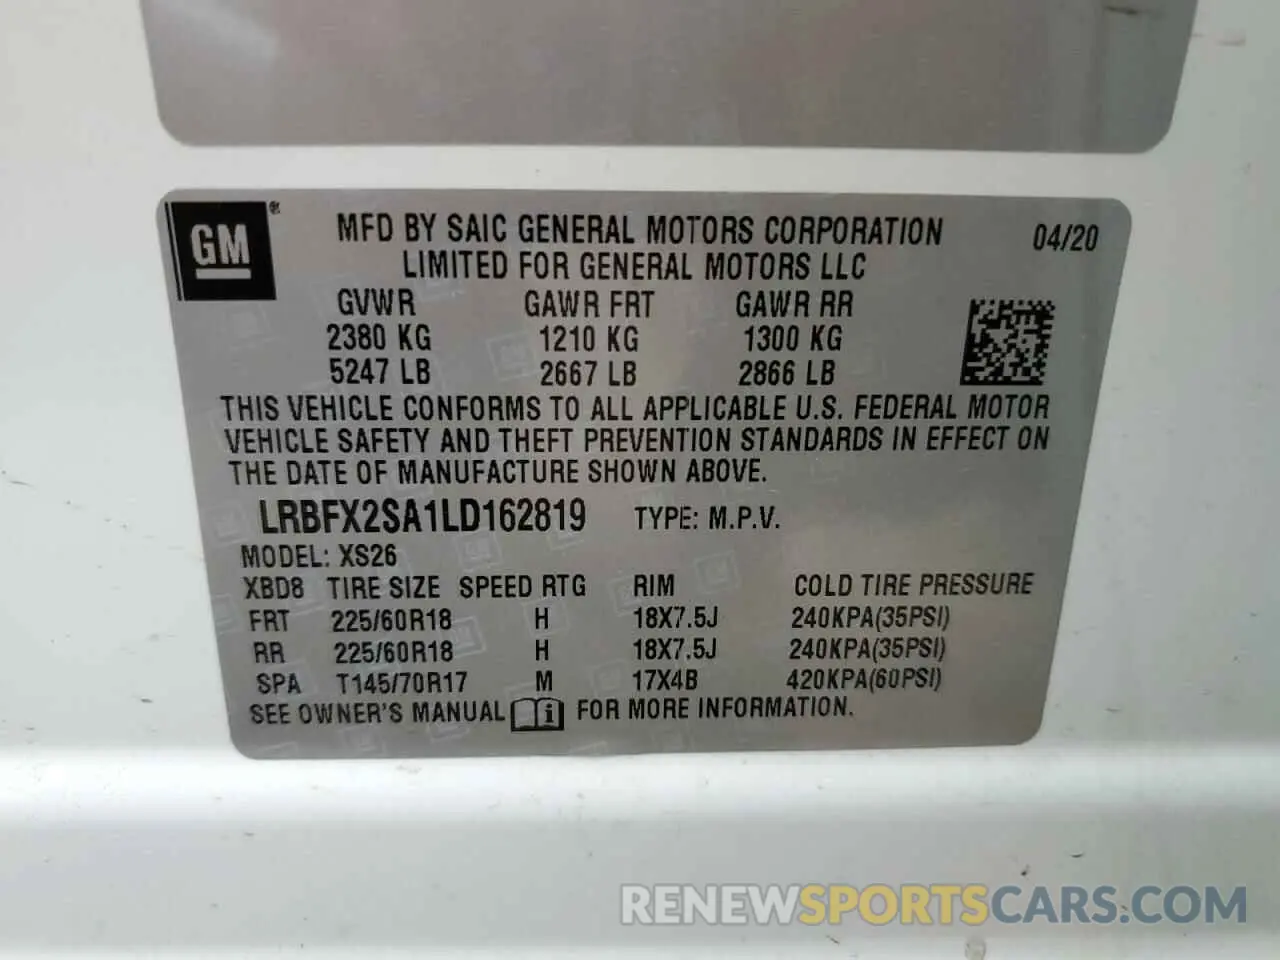 GM®
MFD BY SAIC GENERAL MOTORS CORPORATION 04/20
LIMITED FOR GENERAL MOTORS LLC
GVWR GAWR FRT GAWR RR
2380 KG 1210 KG 1300 KG
5247 LB 2667 LB 2866 LB
THIS VEHICLE CONFORMS TO ALL APPLICABLE U.S. FEDERAL MOTOR
VEHICLE SAFETY AND THEFT PREVENTION STANDARDS IN EFFECT ON
THE DATE OF MANUFACTURE SHOWN ABOVE.
LRBFX2SA1LD162819 TYPE: M.P.V.
MODEL: XS26
XBD8 TIRE SIZE SPEED RTG RIM COLD TIRE PRESSURE
FRT 225/60R18 H 18X7.5J 240KPA(35PSI)
RR 225/60R18 H 18X7.5J 240KPA(35PSI)
SPA T145/70R17 M 17X4B 420KPA(60PSI)
SEE OWNER'S MANUAL i FOR MORE INFORMATION.
RENEWSPORTSCARS.COM